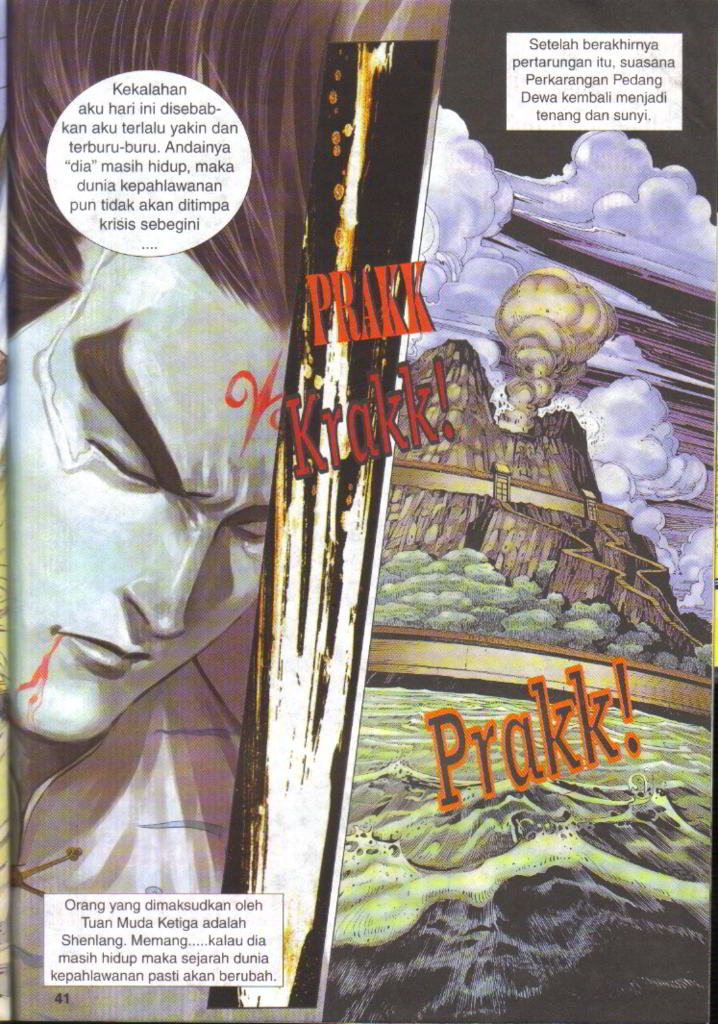 Kekalahan
aku hari ini disebab-
kan aku terlalu yakin dan
terburu-buru. Andainya
"dia" masih hidup, maka
dunia kepahlawanan
pun tidak akan ditimpa
krisis sebegini
....
Setelah berakhirnya
pertarungan itu, suasana
Perkarangan Pedang
Dewa kembali menjadi
tenang dan sunyi.
PRAKK
Krakk!
Prakk!
Orang yang dimaksudkan oleh
Tuan Muda Ketiga adalah
Shenlang. Memang.....kalau dia
masih hidup maka sejarah dunia
kepahlawanan pasti akan berubah.
41